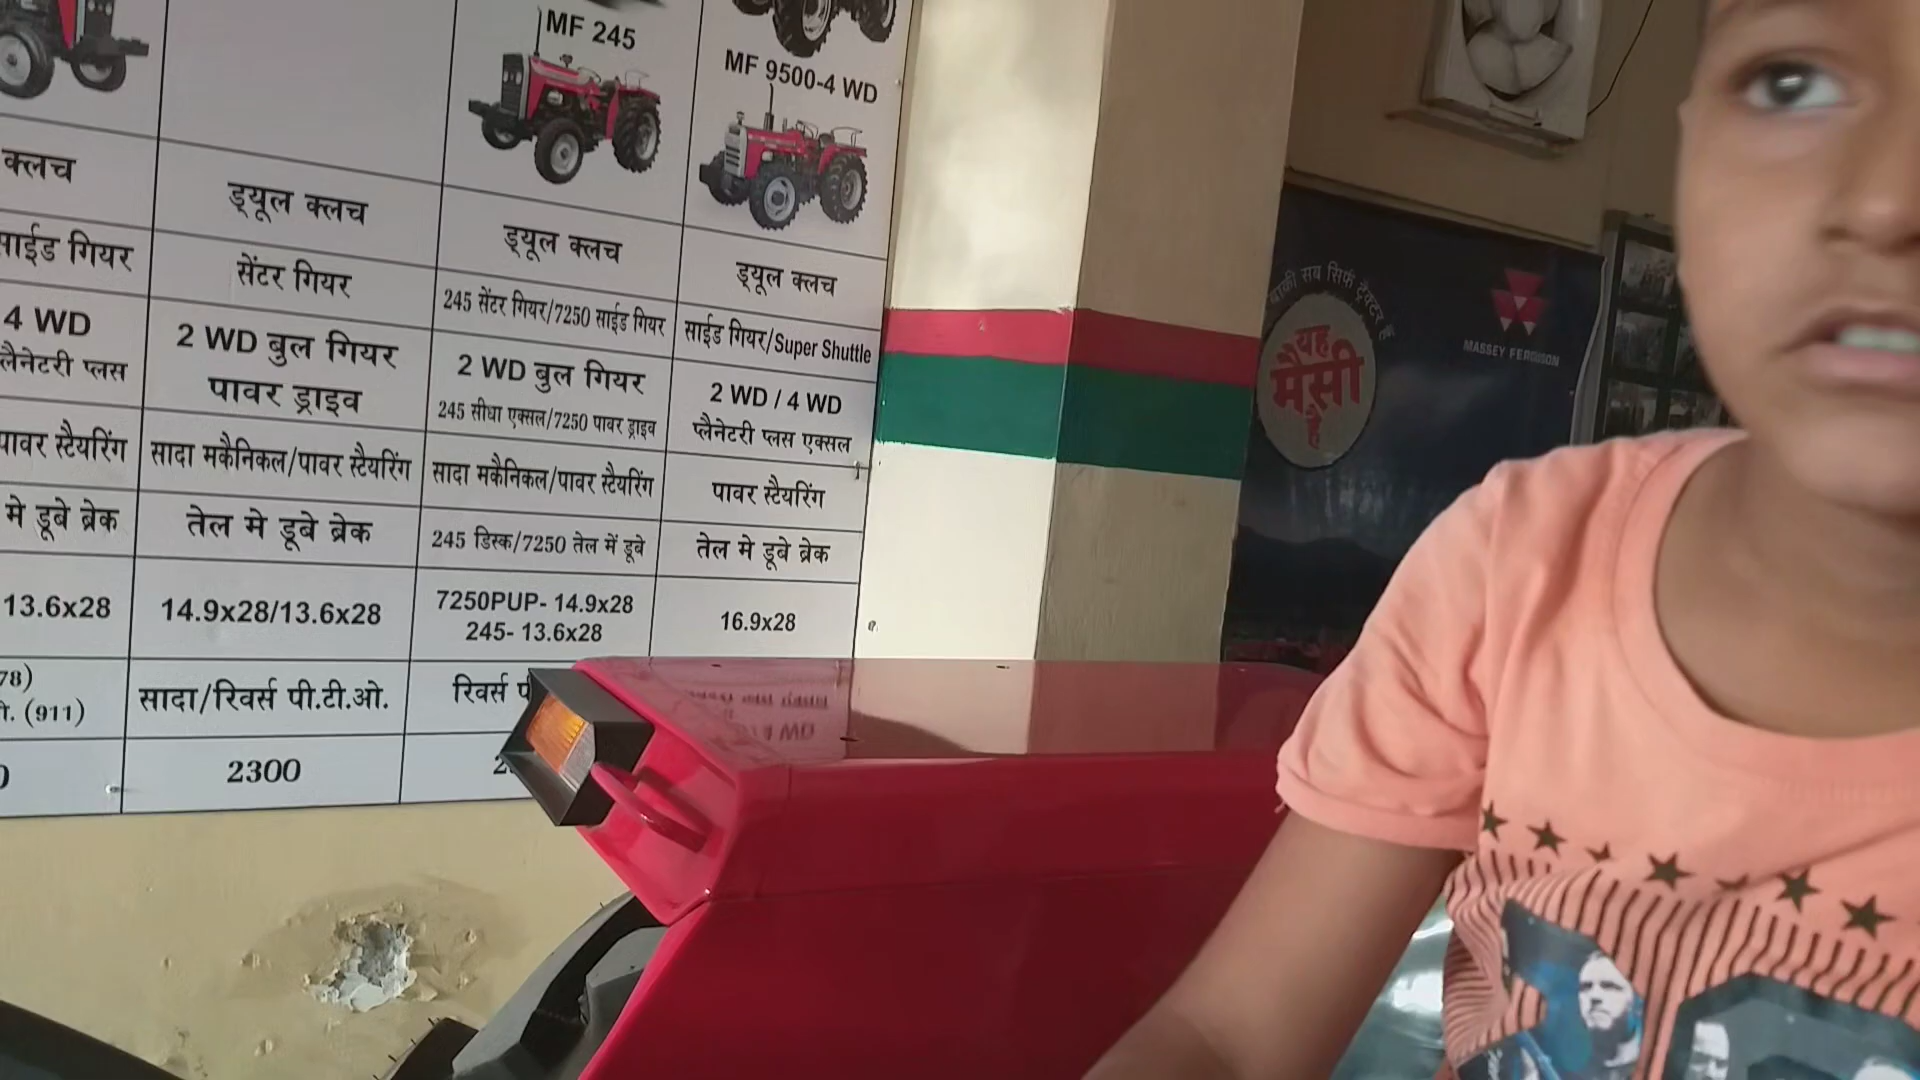 MF 245
MF 9500-4 WD
क्लच
ड्यूल क्लच
ड्यूल क्लच
ड्यूल क्लच
साईड गियर
सेंटर गियर
245 सेंटर गियर/7250 साईड गियर
साईड गियर/Super Shuttle
4 WD
प्लस
2 WD बुल गियर
पावर ड्राइव
2 WD बुल गियर
245 सीधा एक्सल/7250 पावर ड्राइव
2 WD / 4 WD
प्लैनेटरी प्लस एक्सल
पावर स्टैयरिंग
सादा मकैनिकल/पावर स्टैयरिंग
सादा मकैनिकल/पावर स्टैयरिंग
पावर स्टैयरिंग
मे डूबे ब्रेक
तेल मे डूबे ब्रेक
245 डिस्क/7250 तेल में डूबे
तेल मे डूबे ब्रेक
13.6x28
14.9x28/13.6x28
7250PUP- 14.9x28
245- 13.6x28
16.9x28
78)
(911)
सादा/रिवर्स पी.टी.ओ.
रिवर्स
2300
बाकी सब सिर्फ ट्रैक्टर हैं
यह
मैसी
है
MASSEY FERGUSON